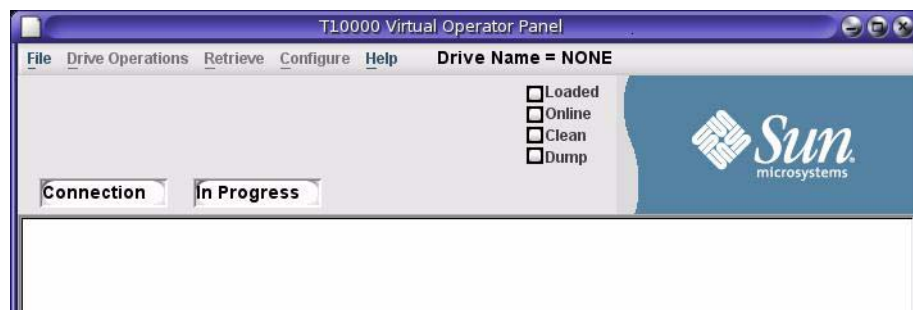 T10000 Virtual Operator Panel
File Drive Operations Retrieve Configure Help Drive Name = NONE
Loaded
Online
Clean
Dump
Connection In Progress
Sun
microsystems